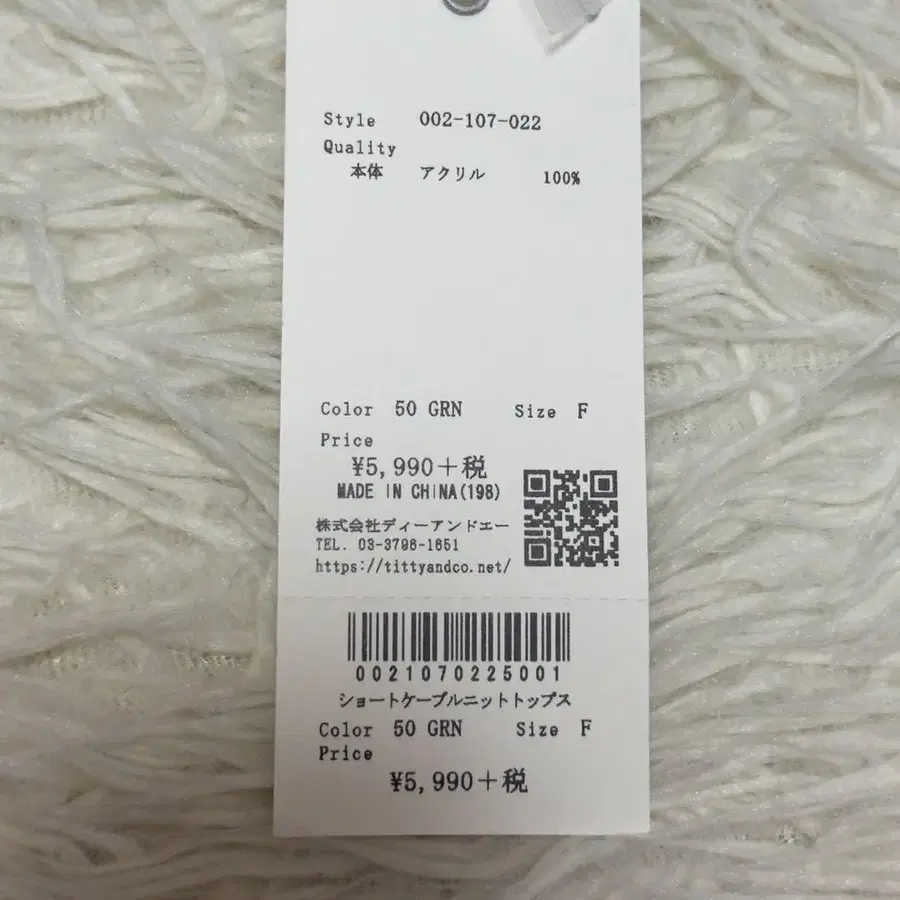 Style 002-107-022
Quality
本体 アクリル 100%
Color 50 GRN Size F
Price
¥5,990+税
MADE IN CHINA(198)
株式会社ディーアンドエー
TEL. 03-3796-1651
https://tittyandco.net/
0021070225001
ショートケーブルニットトップス
Color 50 GRN Size F
Price
¥5,990+税